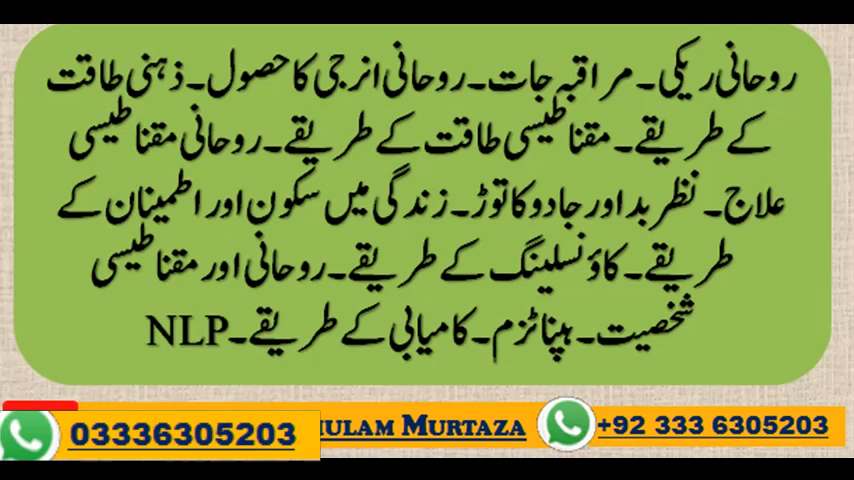 روحانی ریکی۔ مراقبہ جات۔ روحانی انرجی کا حصول۔ ذہنی طاقت
کے طریقے۔ مقناطیسی طاقت کے طریقے۔ روحانی مقناطیسی
علاج۔ نظر بد اور جادو کا توڑ۔ زندگی میں سکون اور اطمینان کے
طریقے۔ کاؤنسلینگ کے طریقے۔ روحانی اور مقناطیسی
شخصیت۔ ہپناٹزم۔ کامیابی کے طریقے۔ NLP
03336305203 MURTAZA +92 333 6305203